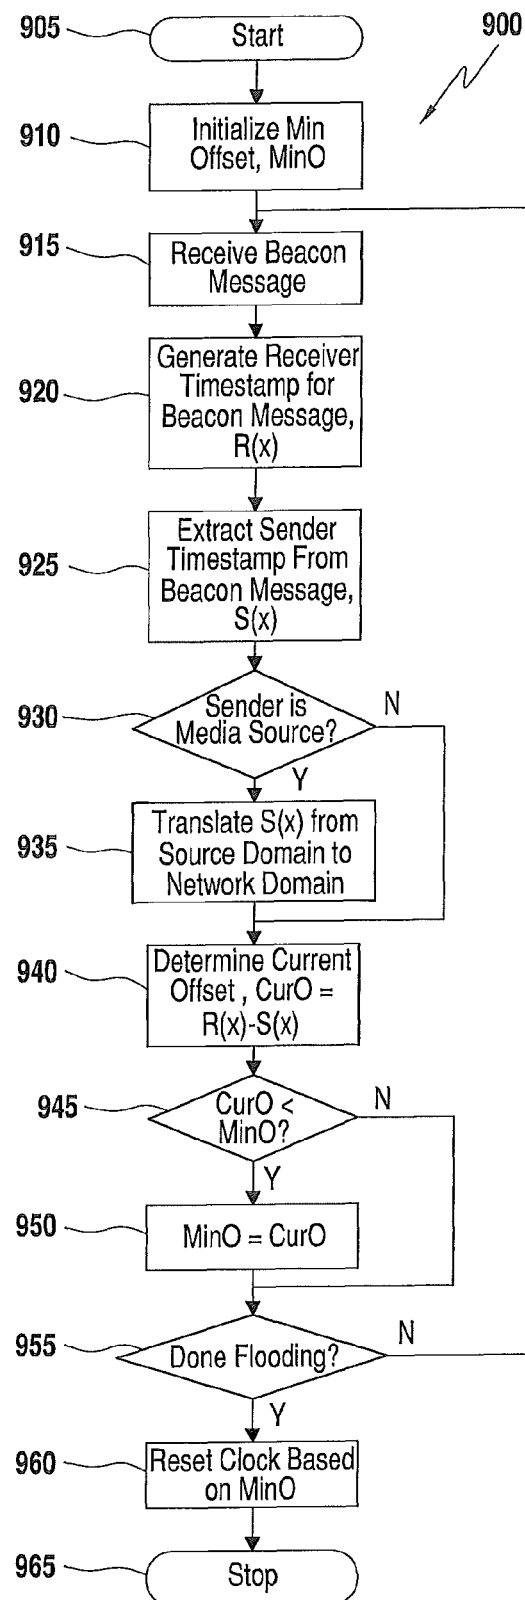 905
Start
900
910
Initialize Min
Offset, MinO
915
Receive Beacon
Message
920
Generate Receiver
Timestamp for
Beacon Message,
R(x)
925
Extract Sender
Timestamp From
Beacon Message,
S(x)
930
Sender is
Media Source?
N
Y
935
Translate S(x) from
Source Domain to
Network Domain
940
Determine Current
Offset , CurO =
R(x)-S(x)
945
CurO <
MinO?
N
Y
950
MinO = CurO
955
Done Flooding?
N
Y
960
Reset Clock Based
on MinO
965
Stop